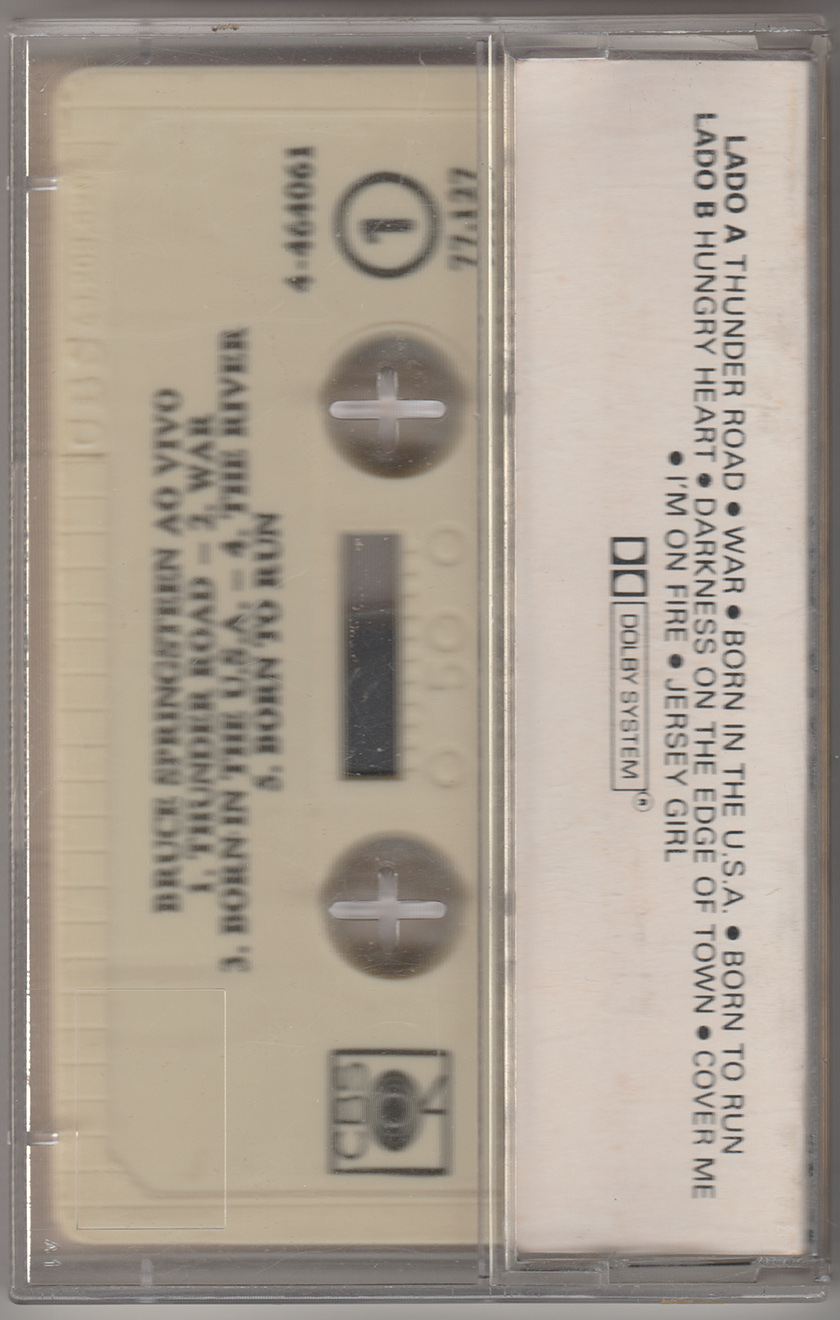 LADO A THUNDER ROAD • WAR • BORN IN THE U.S.A. • BORN TO RUN
LADO B HUNGRY HEART • DARKNESS ON THE EDGE OF TOWN • COVER ME
• I'M ON FIRE • JERSEY GIRL
DOLBY SYSTEM ®
77.127
1
4-464061
BRUCE SPRINGSTEEN AO VIVO
1. THUNDER ROAD – 2. WAR
3. BORN IN THE U.S.A. – 4. THE RIVER
5. BORN TO RUN
CBS